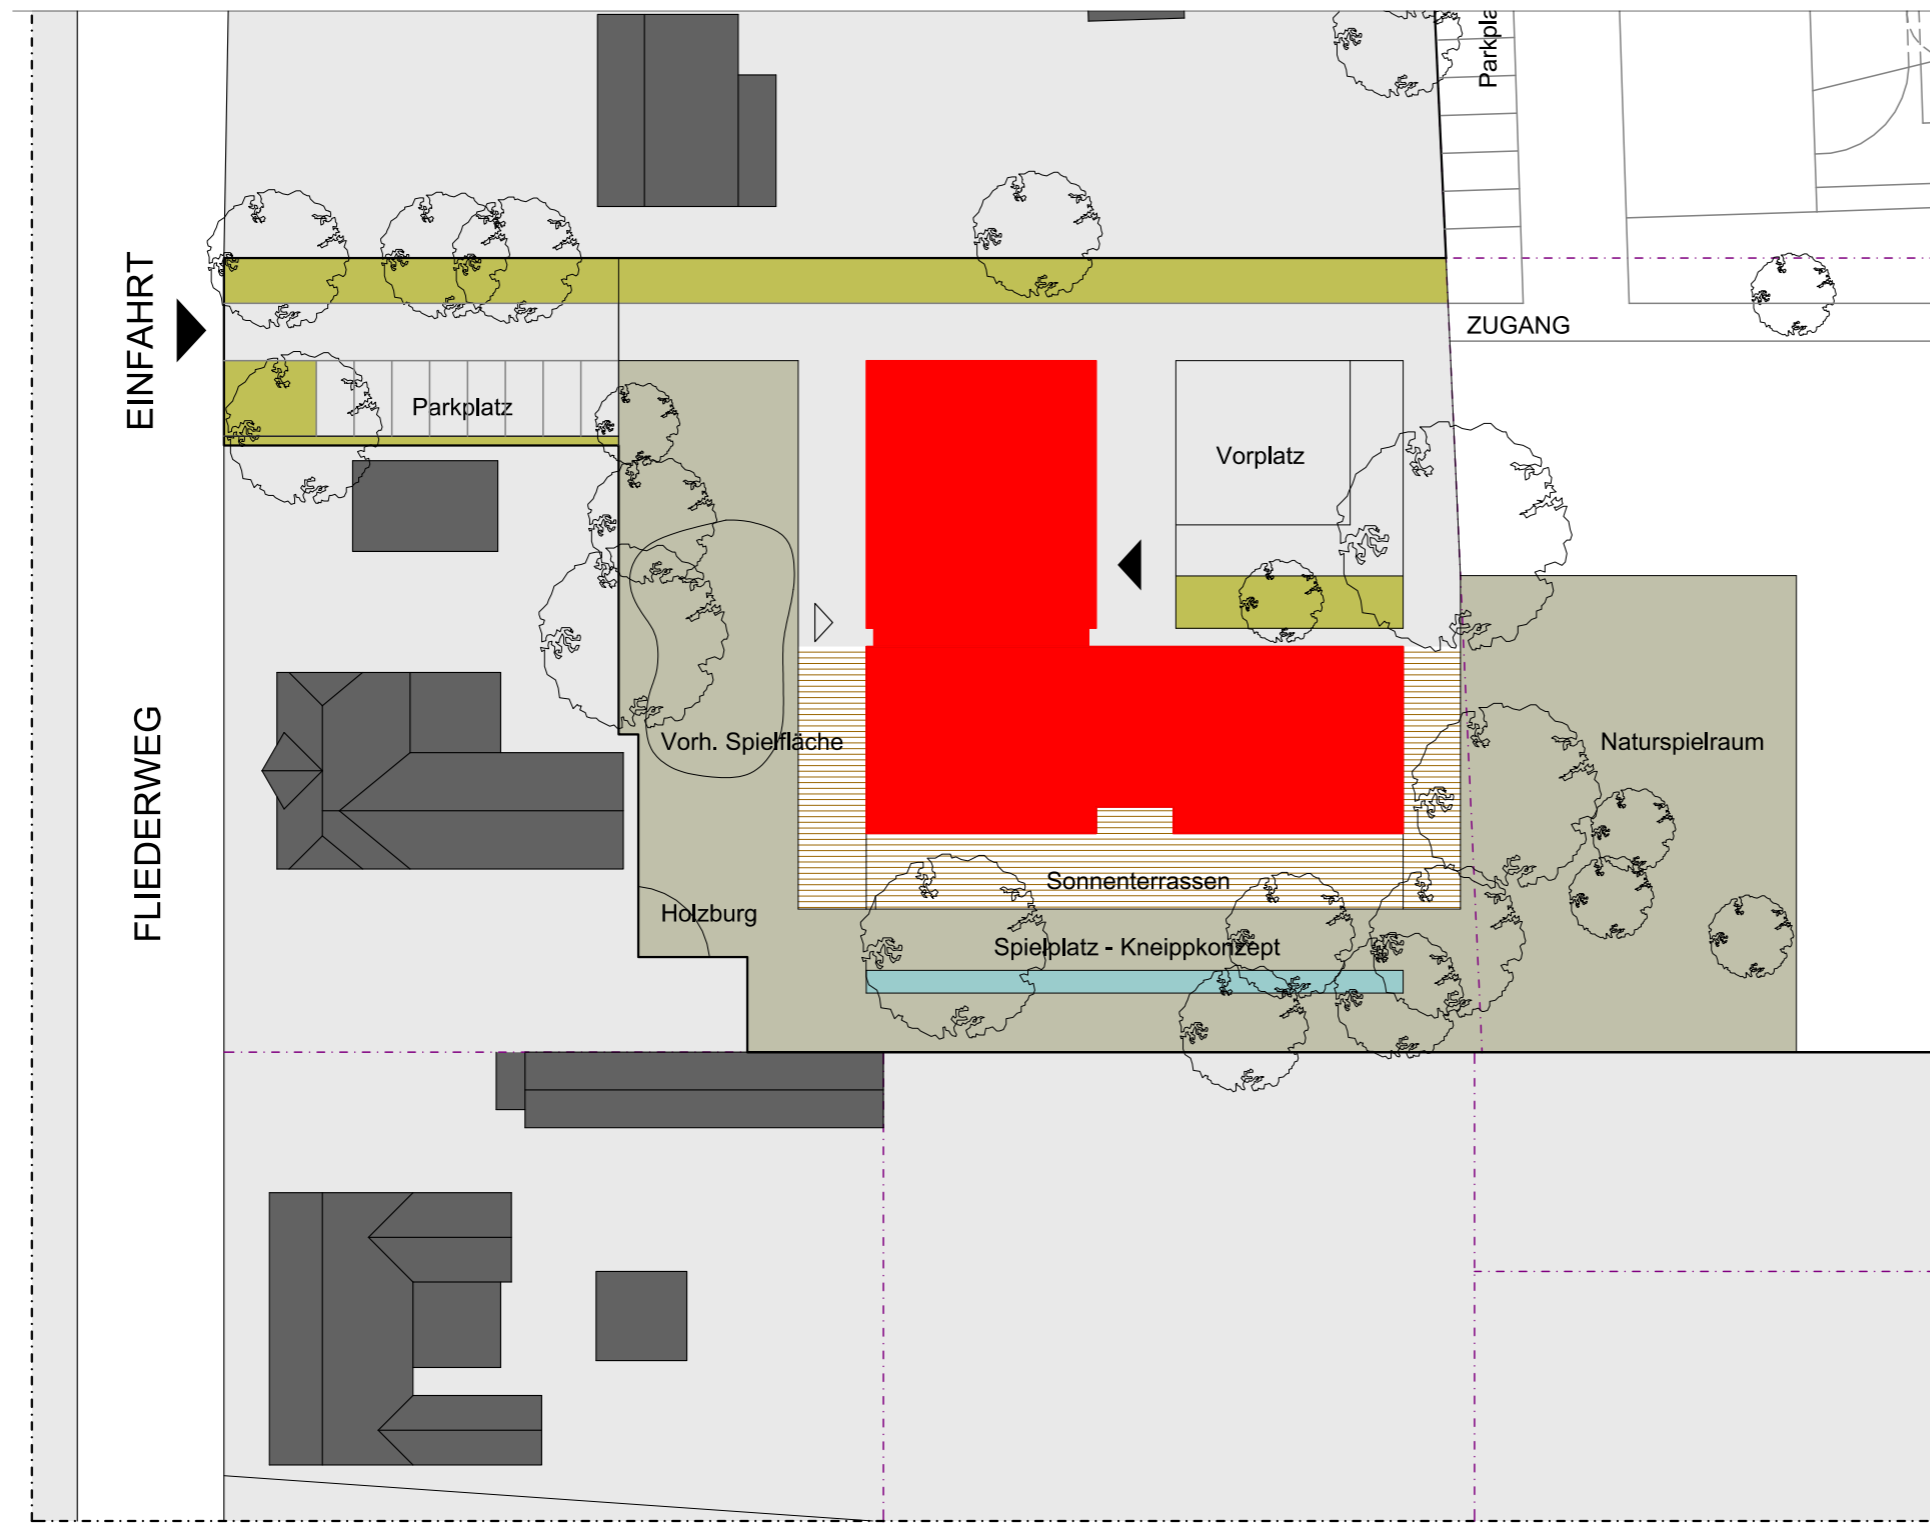 Parkpla
EINFAHRT
ZUGANG
Parkplatz
Vorplatz
FLIEDERWEG
Vorh. Spielfläche
Naturspielraum
Sonnenterrassen
Holzburg
Spielplatz - Kneippkonzept